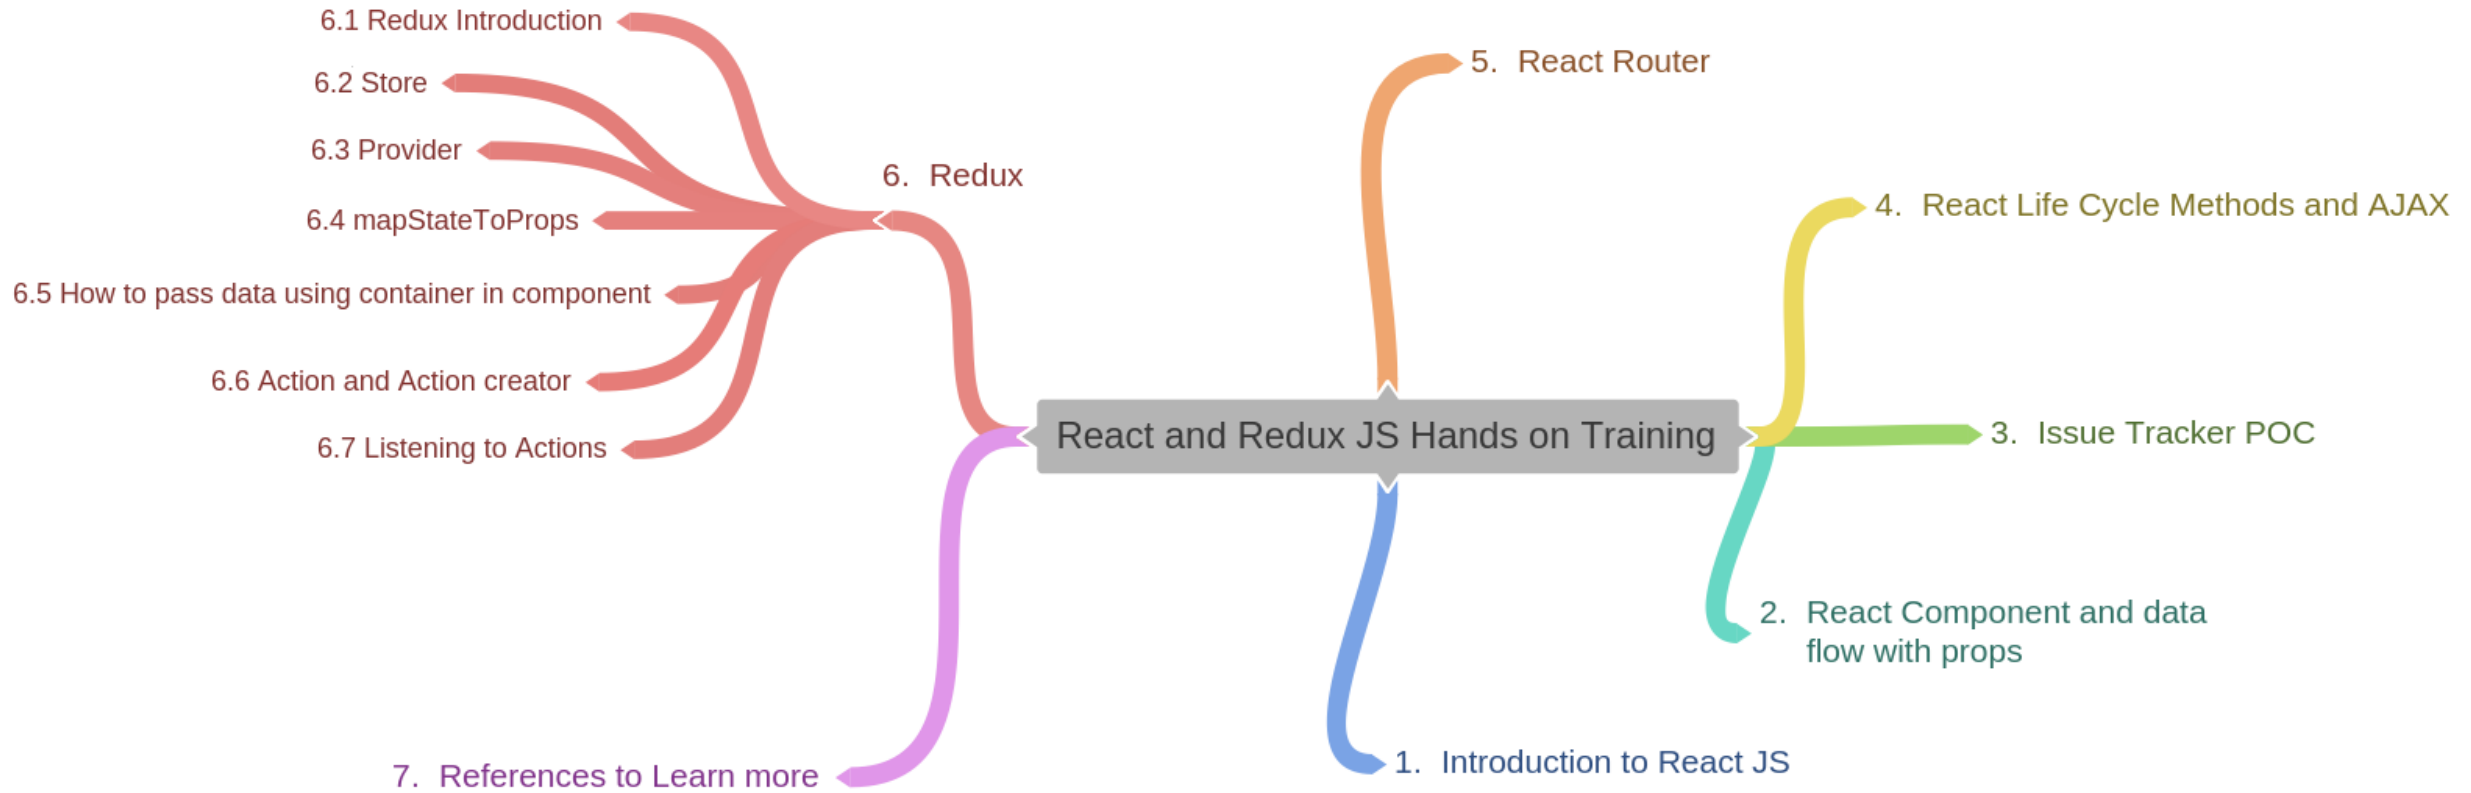 6.1 Redux Introduction
6.2 Store
6.3 Provider
6.4 mapStateToProps
6.5 How to pass data using container in component
6.6 Action and Action creator
6.7 Listening to Actions
6. Redux
7. References to Learn more
React and Redux JS Hands on Training
5. React Router
4. React Life Cycle Methods and AJAX
3. Issue Tracker POC
2. React Component and data
flow with props
1. Introduction to React JS